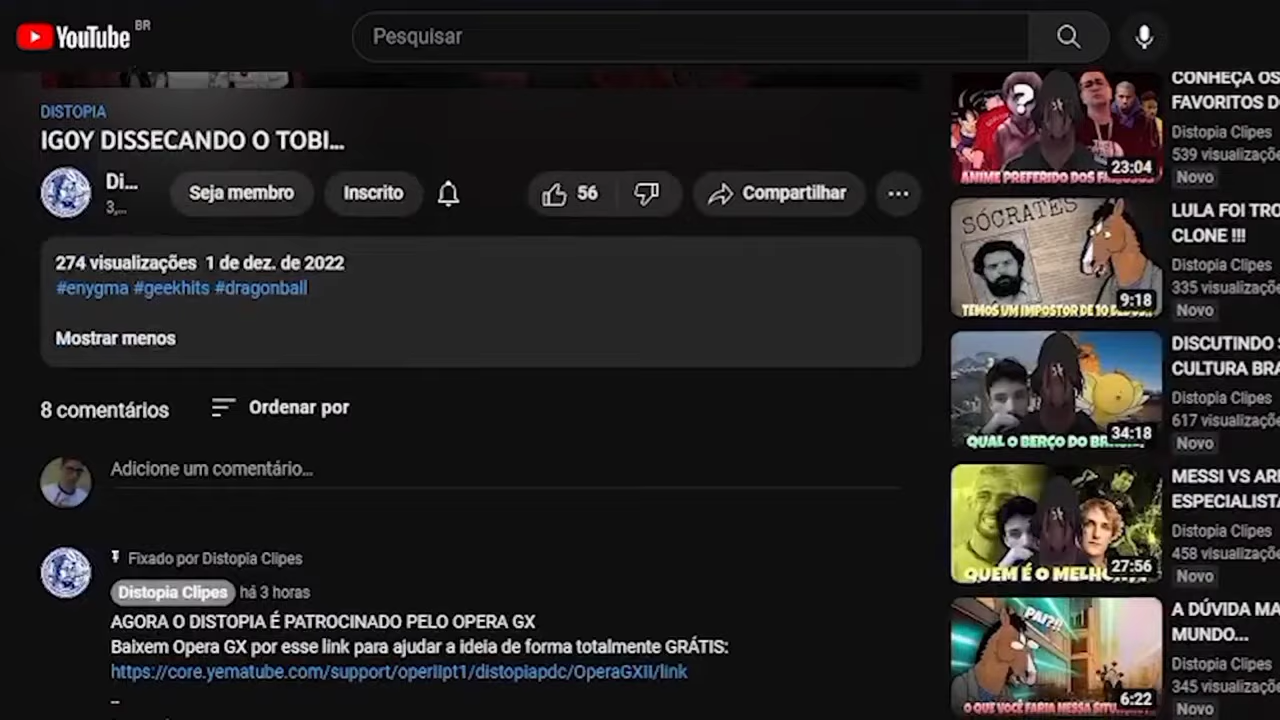 YouTube BR
Pesquisar
DISTOPIA
IGOY DISSECANDO O TOBI...
Di...
3,...
Seja membro
Inscrito
56
Compartilhar
274 visualizações 1 de dez. de 2022
#enygma #geekhits #dragonball
Mostrar menos
8 comentários
Ordenar por
Adicione um comentário...
Fixado por Distopia Clipes
Distopia Clipes há 3 horas
AGORA O DISTOPIA É PATROCINADO PELO OPERA GX
Baixem Opera GX por esse link para ajudar a ideia de forma totalmente GRÁTIS:
https://core.yematube.com/support/operiIpt1/distopiapdc/OperaGXII/link
_
?
23:04
ANIME PREFERIDO DOS FAMOSOS
CONHEÇA OS
FAVORITOS D
Distopia Clipes
539 visualizaçõe
Novo
SÓCRATES
9:18
TEMOS UM IMPOSTOR DE 10
LULA FOI TRO
CLONE !!!
Distopia Clipes
335 visualizaçõe
Novo
34:18
QUAL O BERÇO DO
DISCUTINDO
CULTURA BRA
Distopia Clipes
617 visualizaçõe
Novo
27:56
QUEM É O
MESSI VS AR
ESPECIALISTA
Distopia Clipes
458 visualizaçõe
Novo
PAI?!!
6:22
O QUE VOCÊ FARIA NESSA
A DÚVIDA MA
MUNDO...
Distopia Clipes
345 visualizaçõe
Novo